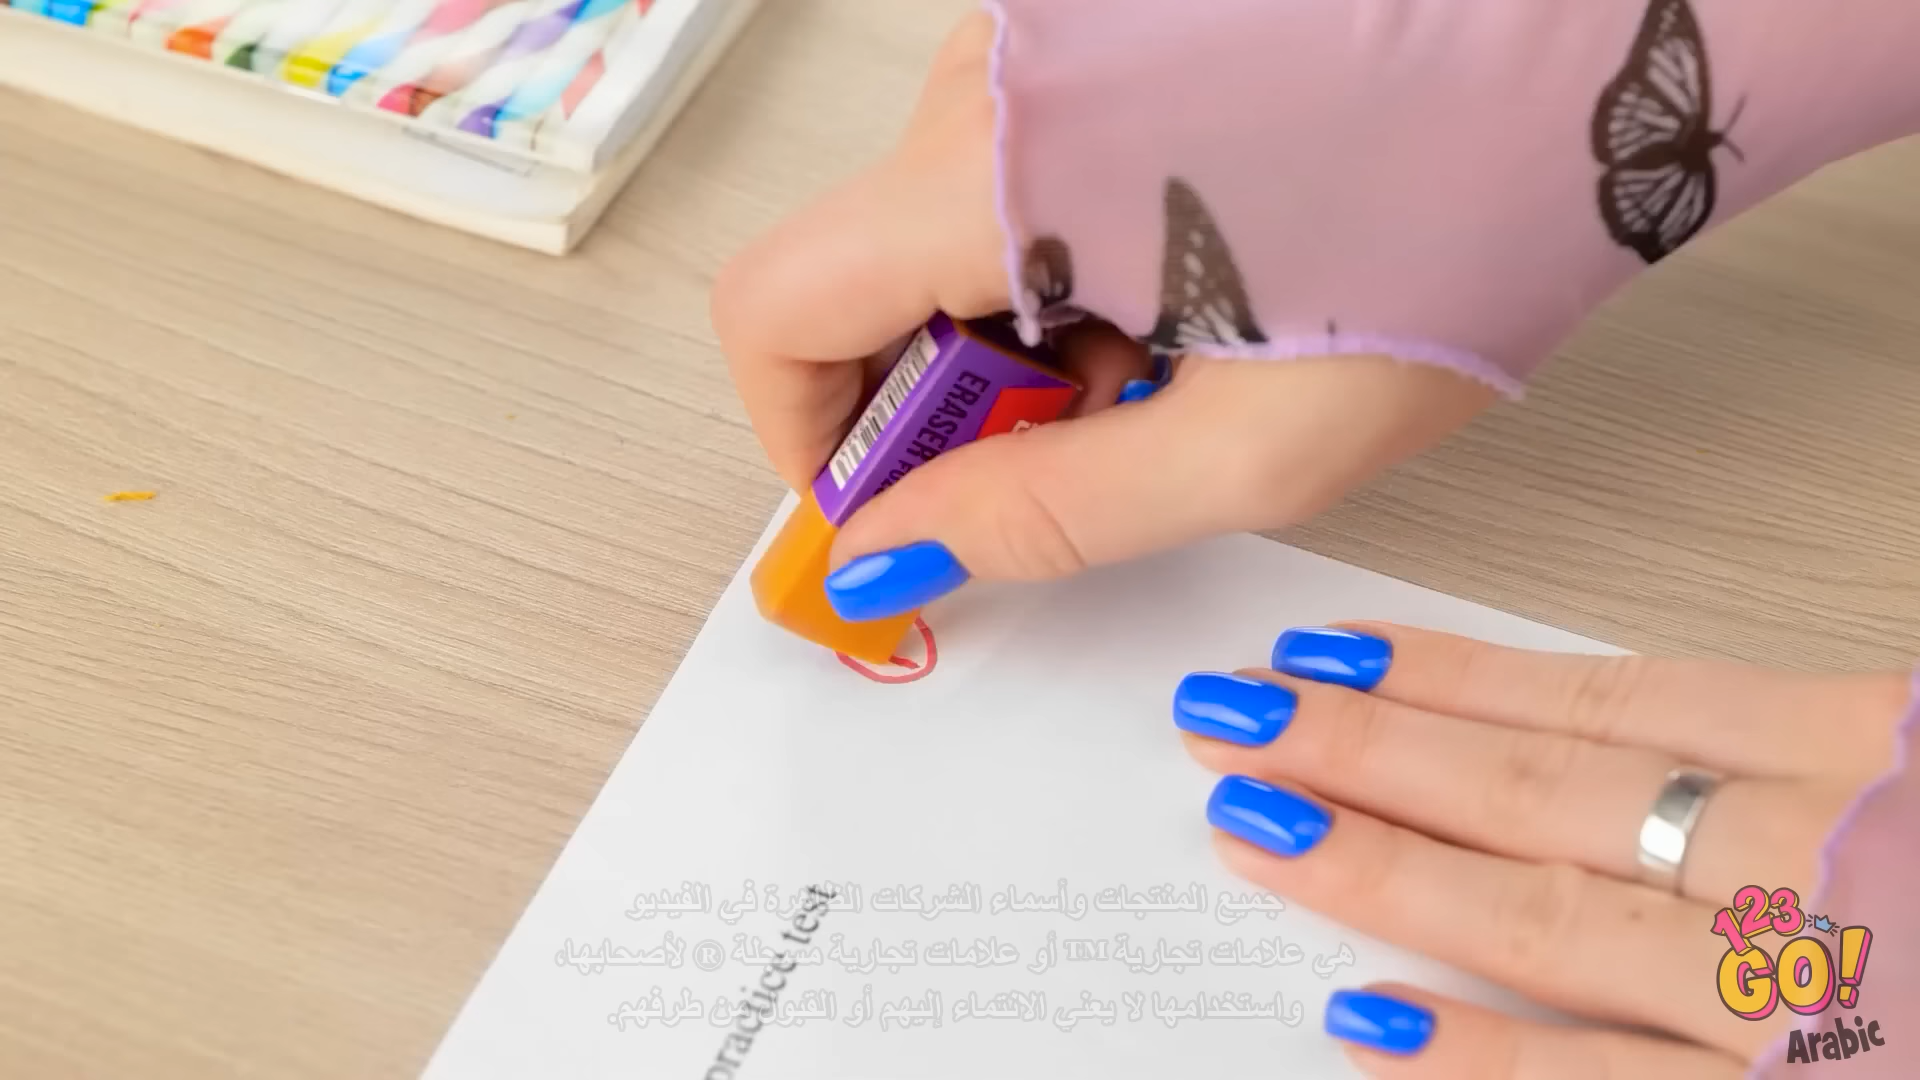 ERASER
جميع المنتجات وأسماء الشركات الظاهرة في الفيديو
هي علامات تجارية TM أو علامات تجارية مسجلة ® لأصحابها،
واستخدامها لا يعني الانتماء إليهم أو القبول من طرفهم.
practice test
123
GO!
Arabic